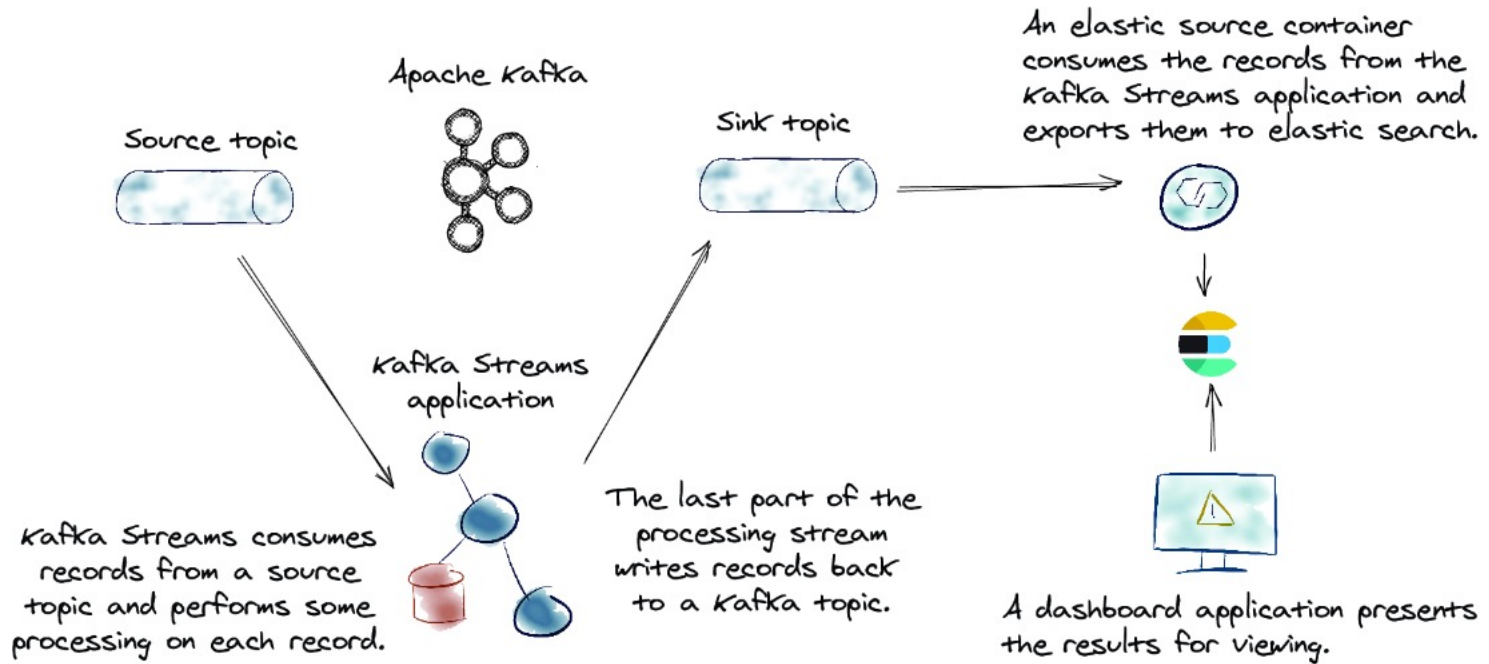 An elastic source container
consumes the records from the
Kafka Streams application and
exports them to elastic search.
Apache Kafka
Source topic
Sink topic
Kafka Streams
application
Kafka Streams consumes
records from a source
topic and performs some
processing on each record.
The last part of the
processing stream
writes records back
to a Kafka topic.
A dashboard application presents
the results for viewing.